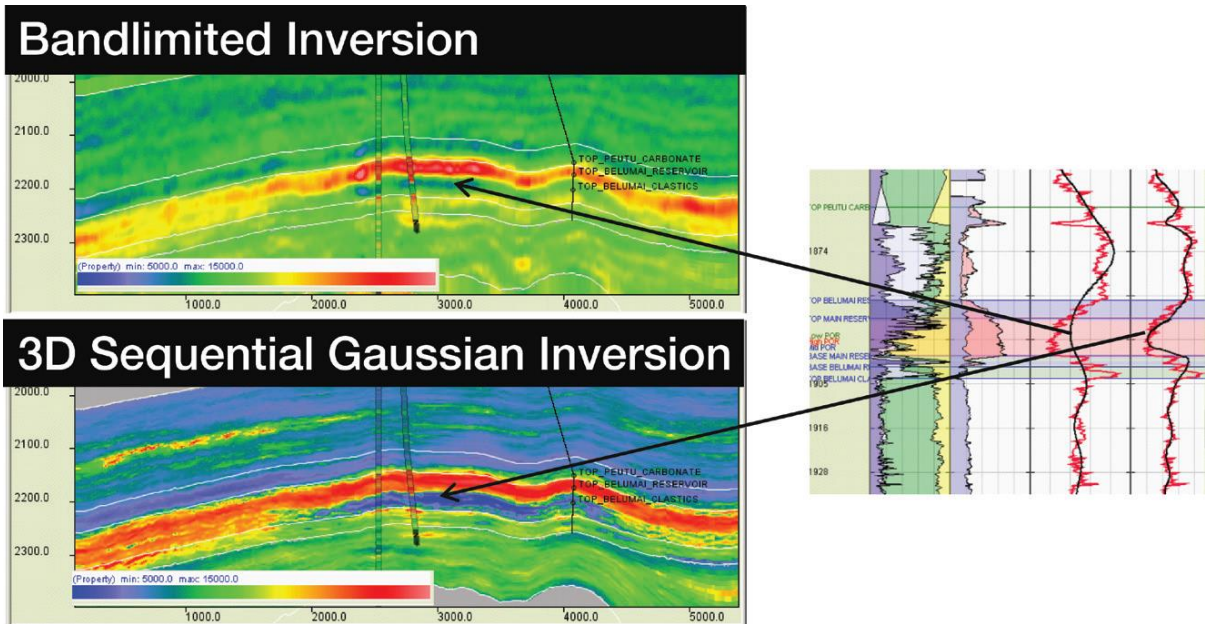 Bandlimited Inversion
2000.0
2100.0
2200.0
2300.0
TOP_PEUTU_CARBONATE
TOP_BELUMAI_RESERVOIR
TOP_BELUMAI_CLASTICS
(Property) min: 5000.0 max: 15000.0
1000.0 2000.0 3000.0 4000.0 5000.0
3D Sequential Gaussian Inversion
2000.0
2100.0
2200.0
2300.0
TOP_PEUTU_CARBONATE
TOP_BELUMAI_RESERVOIR
TOP_BELUMAI_CLASTICS
(Property) min: 5000.0 max: 15000.0
1000.0 2000.0 3000.0 4000.0 5000.0
TOP PEUTU CARB
1874
TOP BELUMAI RES
TOP MAIN RESER
POR
POR
POR
BASE MAIN RESE
BASE BELUMAI R
TOP BELUMAI CLA
1905
1916
1928